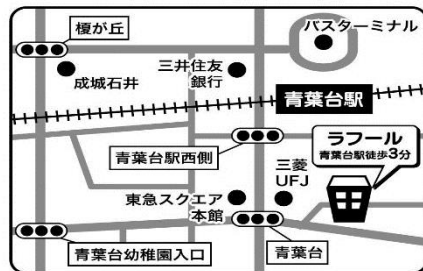 榎が丘
バスターミナル
成城石井
三井住友
銀行
青葉台駅
青葉台駅西側
ラフール
青葉台駅徒歩3分
三菱
UFJ
東急スクエア
本館
青葉台幼稚園入口
青葉台